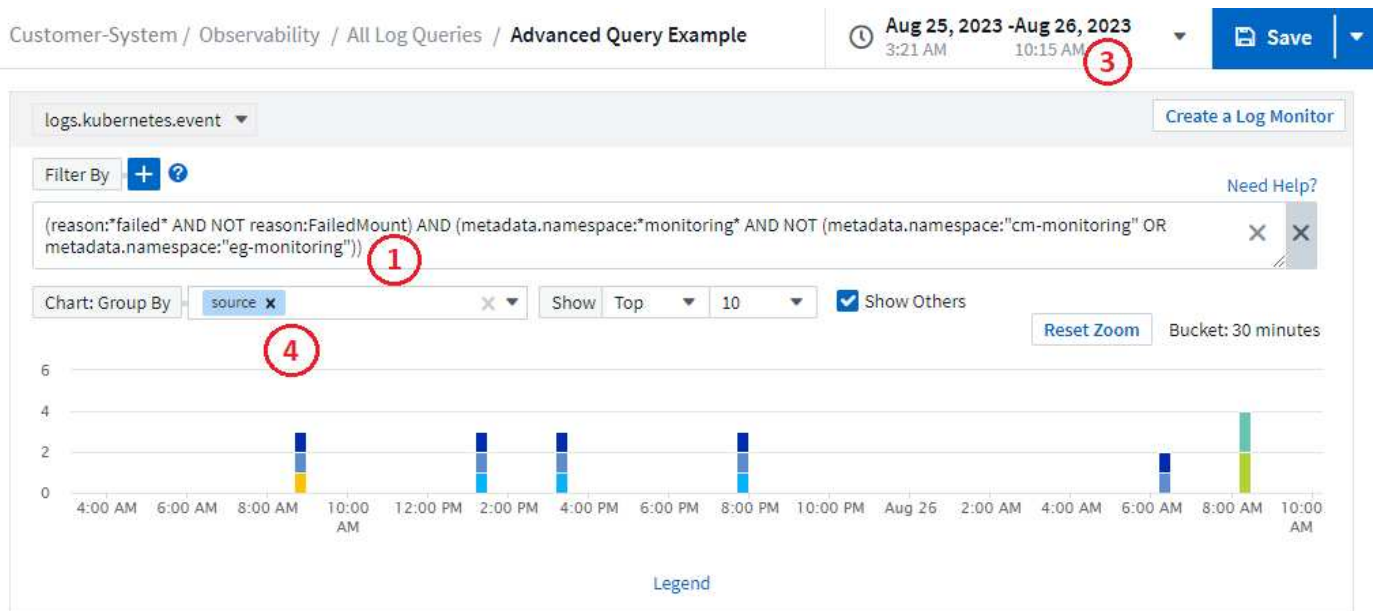 Customer-System / Observability / All Log Queries / Advanced Query Example
Aug 25, 2023 -Aug 26, 2023
3:21 AM 10:15 AM
3
Save
logs.kubernetes.event
Create a Log Monitor
Filter By + ?
Need Help?
(reason:*failed* AND NOT reason:FailedMount) AND (metadata.namespace:*monitoring* AND NOT (metadata.namespace:"cm-monitoring" OR
metadata.namespace:"eg-monitoring"))
1
Chart: Group By source x Show Top 10 Show Others
4
Reset Zoom Bucket: 30 minutes
6
4
2
0
4:00 AM 6:00 AM 8:00 AM 10:00 AM 12:00 PM 2:00 PM 4:00 PM 6:00 PM 8:00 PM 10:00 PM Aug 26 2:00 AM 4:00 AM 6:00 AM 8:00 AM 10:00 AM
Legend